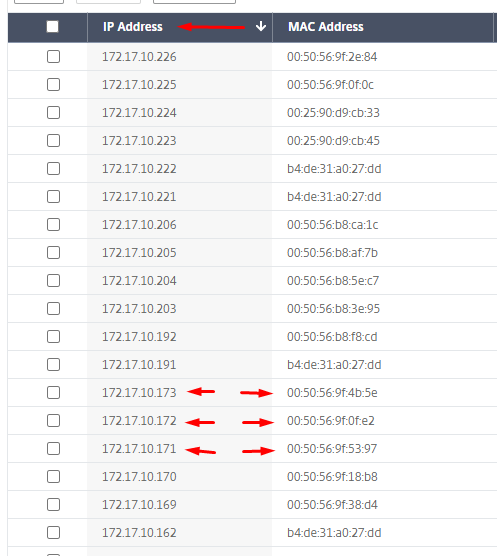 IP Address MAC Address
172.17.10.226 00:50:56:9f:2e:84
172.17.10.225 00:50:56:9f:0f:0c
172.17.10.224 00:25:90:d9:cb:33
172.17.10.223 00:25:90:d9:cb:45
172.17.10.222 b4:de:31:a0:27:dd
172.17.10.221 b4:de:31:a0:27:dd
172.17.10.206 00:50:56:b8:ca:1c
172.17.10.205 00:50:56:b8:af:7b
172.17.10.204 00:50:56:b8:5e:c7
172.17.10.203 00:50:56:b8:3e:95
172.17.10.192 00:50:56:b8:f8:cd
172.17.10.191 b4:de:31:a0:27:dd
172.17.10.173 00:50:56:9f:4b:5e
172.17.10.172 00:50:56:9f:0f:e2
172.17.10.171 00:50:56:9f:53:97
172.17.10.170 00:50:56:9f:18:b8
172.17.10.169 00:50:56:9f:38:d4
172.17.10.162 b4:de:31:a0:27:dd